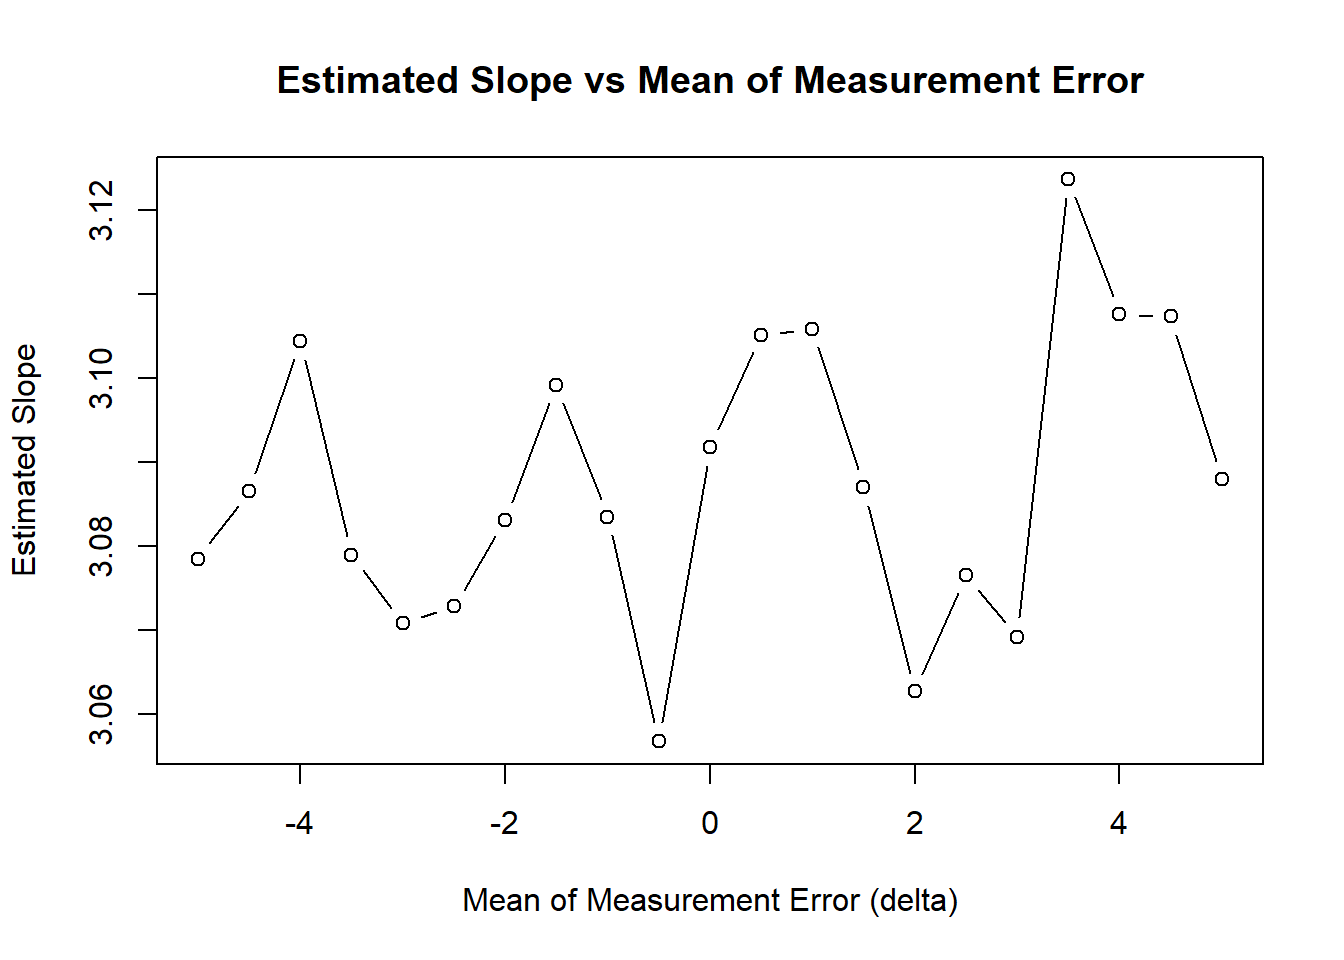 Estimated Slope vs Mean of Measurement Error
Estimated Slope
3.12
3.10
3.08
3.06
-4 -2 0 2 4
Mean of Measurement Error (delta)